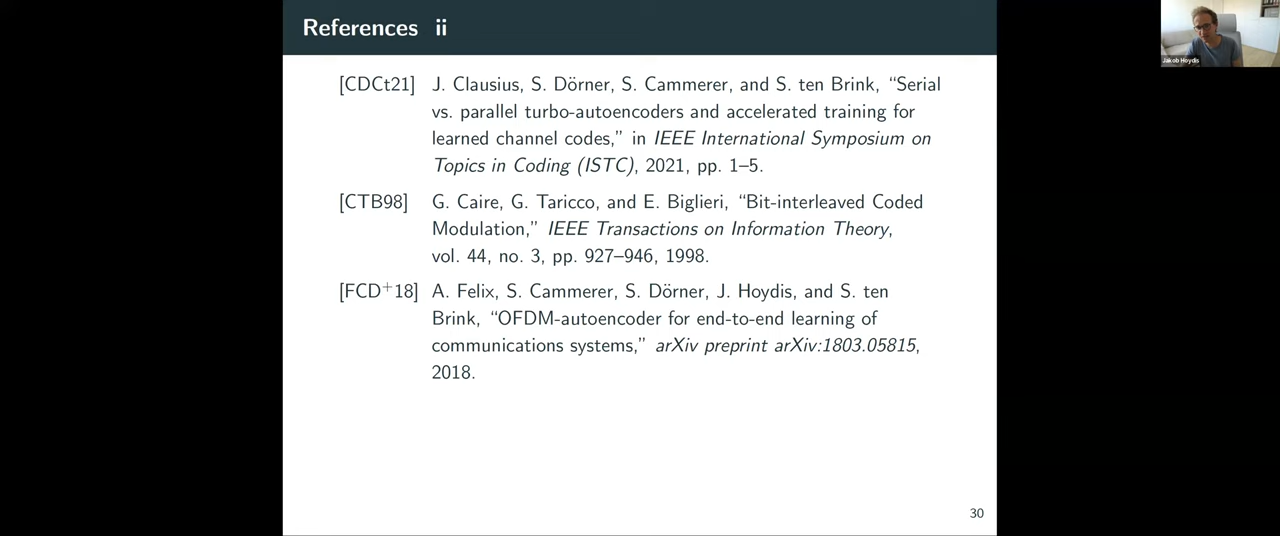 References ii
Jakob Hoydis
[CDCt21] J. Clausius, S. Dörner, S. Cammerer, and S. ten Brink, “Serial
vs. parallel turbo-autoencoders and accelerated training for
learned channel codes,” in IEEE International Symposium on
Topics in Coding (ISTC), 2021, pp. 1–5.
[CTB98] G. Caire, G. Taricco, and E. Biglieri, “Bit-interleaved Coded
Modulation,” IEEE Transactions on Information Theory,
vol. 44, no. 3, pp. 927–946, 1998.
[FCD+18] A. Felix, S. Cammerer, S. Dörner, J. Hoydis, and S. ten
Brink, “OFDM-autoencoder for end-to-end learning of
communications systems,” arXiv preprint arXiv:1803.05815,
2018.
30